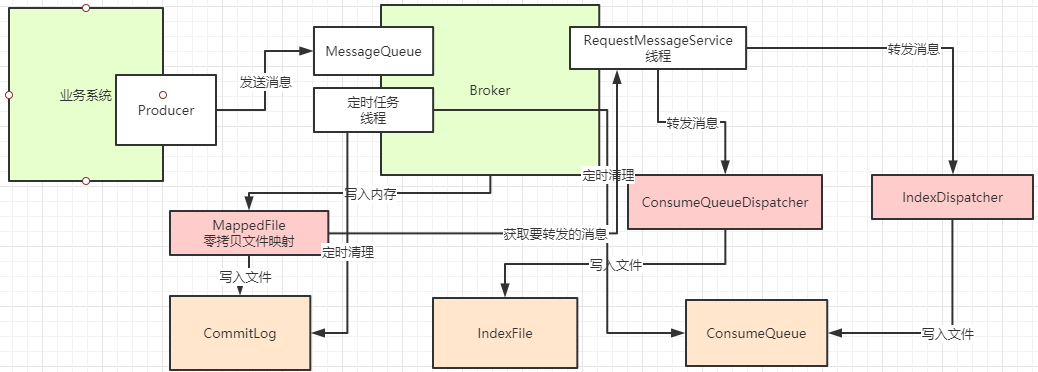 业务系统
Producer
发送消息
MessageQueue
定时任务
线程
Broker
RequestMessageService
线程
转发消息
转发消息
定时清理
ConsumeQueueDispatcher
IndexDispatcher
写入内存
MappedFile
零拷贝文件映射
获取要转发的消息
定时清理
写入文件
写入文件
CommitLog
IndexFile
ConsumeQueue
写入文件